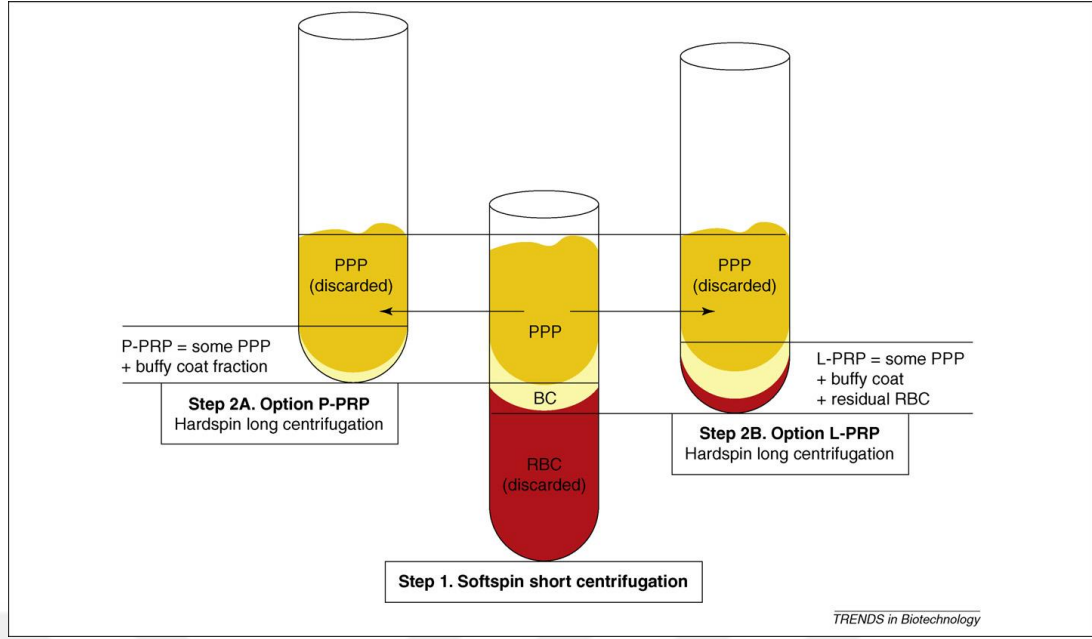 PPP
(discarded)
P-PRP = some PPP
+ buffy coat fraction
Step 2A. Option P-PRP
Hardspin long centrifugation
PPP
BC
RBC
(discarded)
Step 1. Softspin short centrifugation
PPP
(discarded)
L-PRP = some PPP
+ buffy coat
+ residual RBC
Step 2B. Option L-PRP
Hardspin long centrifugation
TRENDS in Biotechnology